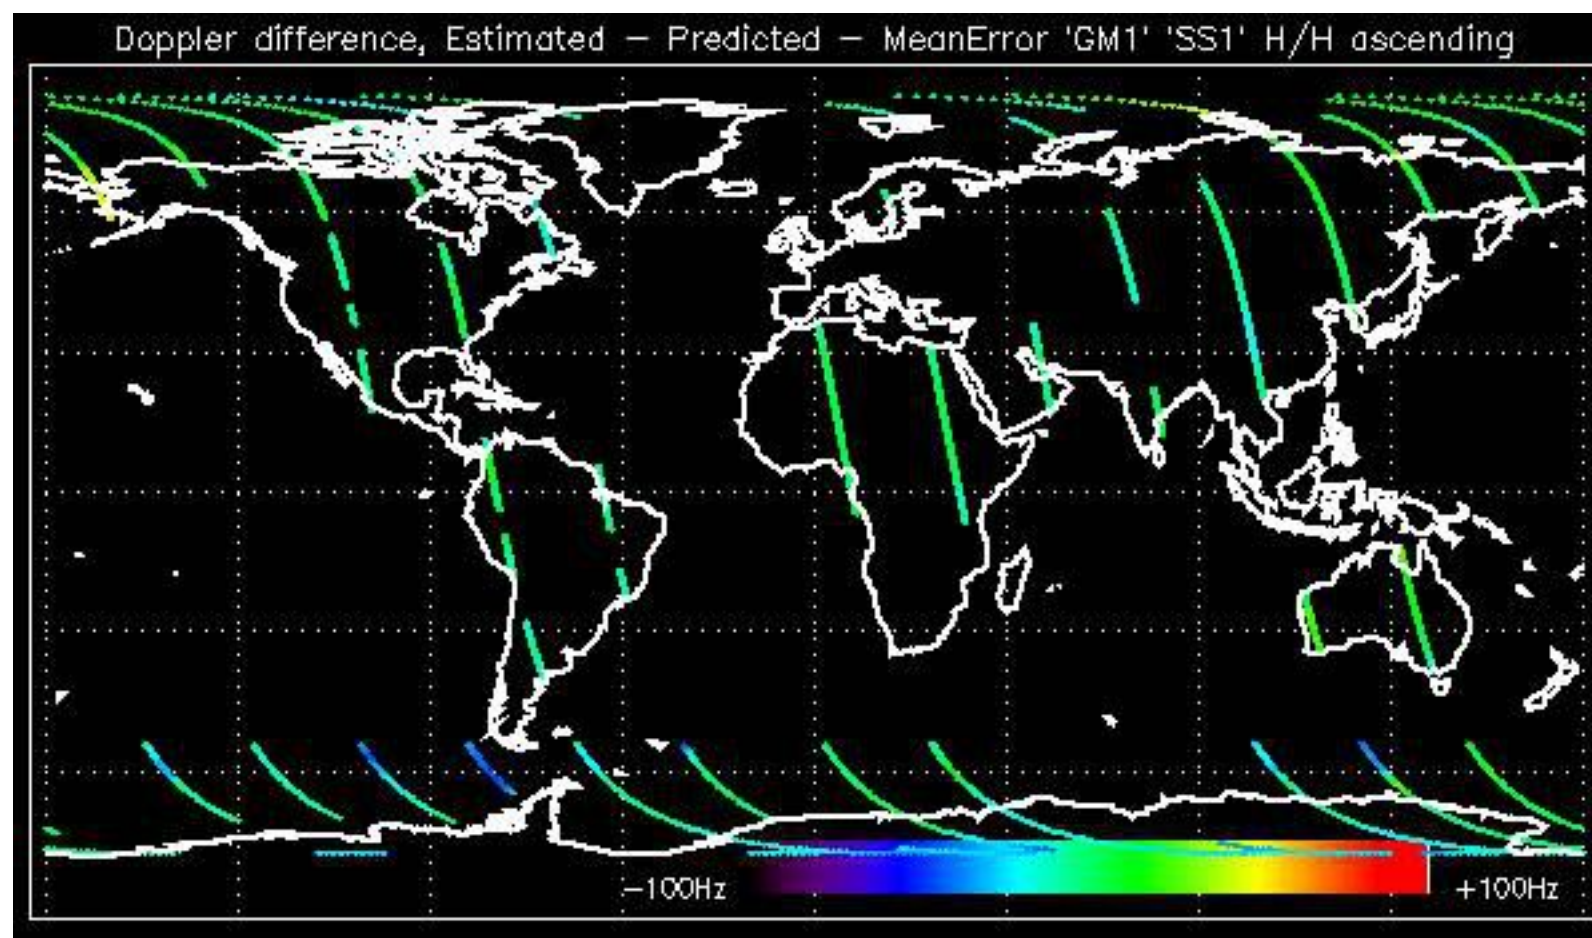 Doppler difference, Estimated – Predicted – MeanError 'GM1' 'SS1' H/H ascending
-100Hz +100Hz